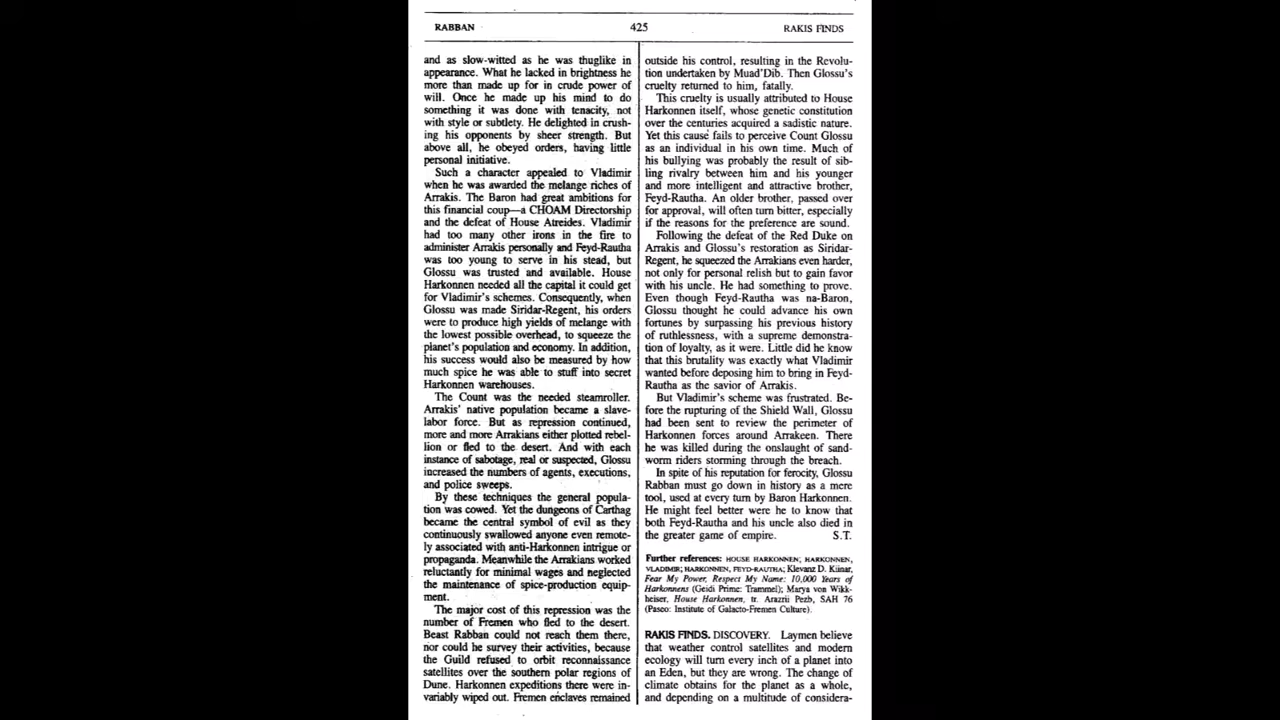 RABBAN
425
RAKIS FINDS
and as slow-witted as he was thuglike in
appearance. What he lacked in brightness he
more than made up for in crude power of
will. Once he made up his mind to do
something it was done with tenacity, not
with style or subtlety. He delighted in crush-
ing his opponents by sheer strength. But
above all, he obeyed orders, having little
personal initiative.
Such a character appealed to Vladimir
when he was awarded the melange riches of
Arrakis. The Baron had great ambitions for
this financial coup—a CHOAM Directorship
and the defeat of House Atreides. Vladimir
had too many other irons in the fire to
administer Arrakis personally and Feyd-Rautha
was too young to serve in his stead, but
Glossu was trusted and available. House
Harkonnen needed all the capital it could get
for Vladimir's schemes. Consequently, when
Glossu was made Siridar-Regent, his orders
were to produce high yields of melange with
the lowest possible overhead, to squeeze the
planet's population and economy. In addition,
his success would also be measured by how
much spice he was able to stuff into secret
Harkonnen warehouses.
The Count was the needed steamroller.
Arrakis' native population became a slave-
labor force. But as repression continued,
more and more Arrakians either plotted rebel-
lion or fled to the desert. And with each
instance of sabotage, real or suspected, Glossu
increased the numbers of agents, executions,
and police sweeps.
By these techniques the general popula-
tion was cowed. Yet the dungeons of Carthag
became the central symbol of evil as they
continuously swallowed anyone even remote-
ly associated with anti-Harkonnen intrigue or
propaganda. Meanwhile the Arrakians worked
reluctantly for minimal wages and neglected
the maintenance of spice-production equip-
ment.
The major cost of this repression was the
number of Fremen who fled to the desert.
Beast Rabban could not reach them there,
nor could he survey their activities, because
the Guild refused to orbit reconnaissance
satellites over the southern polar regions of
Dune. Harkonnen expeditions there were in-
variably wiped out. Fremen enclaves remained
outside his control, resulting in the Revolu-
tion undertaken by Muad'Dib. Then Glossu's
cruelty returned to him, fatally.
This cruelty is usually attributed to House
Harkonnen itself, whose genetic constitution
over the centuries acquired a sadistic nature.
Yet this cause fails to perceive Count Glossu
as an individual in his own time. Much of
his bullying was probably the result of sib-
ling rivalry between him and his younger
and more intelligent and attractive brother,
Feyd-Rautha. An older brother, passed over
for approval, will often turn bitter, especially
if the reasons for the preference are sound.
Following the defeat of the Red Duke on
Arrakis and Glossu's restoration as Siridar-
Regent, he squeezed the Arrakians even harder,
not only for personal relish but to gain favor
with his uncle. He had something to prove.
Even though Feyd-Rautha was na-Baron,
Glossu thought he could advance his own
fortunes by surpassing his previous history
of ruthlessness, with a supreme demonstra-
tion of loyalty, as it were. Little did he know
that this brutality was exactly what Vladimir
wanted before deposing him to bring in Feyd-
Rautha as the savior of Arrakis.
But Vladimir's scheme was frustrated. Be-
fore the rupturing of the Shield Wall, Glossu
had been sent to review the perimeter of
Harkonnen forces around Arrakeen. There
he was killed during the onslaught of sand-
worm riders storming through the breach.
In spite of his reputation for ferocity, Glossu
Rabban must go down in history as a mere
tool, used at every turn by Baron Harkonnen.
He might feel better were he to know that
both Feyd-Rautha and his uncle also died in
the greater game of empire. S.T.
Further references: HOUSE HARKONNEN; HARKONNEN,
VLADIMIR; HARKONNEN, FEYD-RAUTHA; Klevanz D.
Fear My Power, Respect My Name: 10,000 Years of
Harkonnens (Geidi Prime: Trammel); Marya von Wikk-
heiser, House Harkonnen, tr. Arazrii Pezb, SAH 76
(Pasco: Institute of Galacto-Fremen Culture).
RAKIS FINDS. DISCOVERY. Laymen believe
that weather control satellites and modern
ecology will turn every inch of a planet into
an Eden, but they are wrong. The change of
climate obtains for the planet as a whole,
and depending on a multitude of considera-